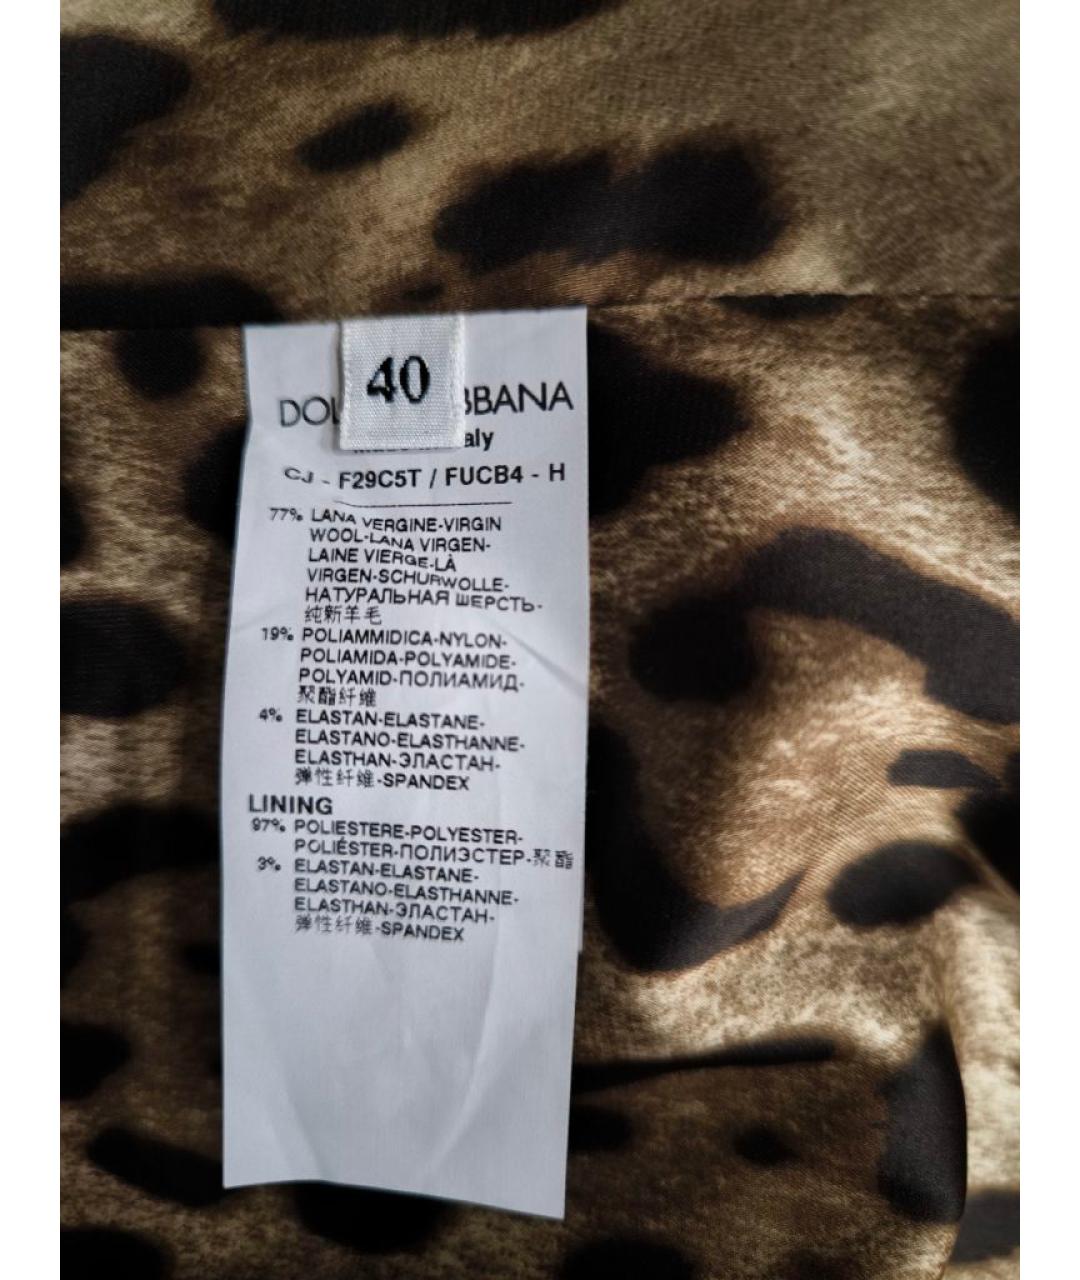 40
DOL BBANA
aly
CJ - F29C5T / FUCB4 - H
77% LANA VERGINE-VIRGIN
WOOL-LANA VIRGEN-
LAINE VIERGE-LÀ
VIRGEN-SCHURWOLLE-
НАТУРАЛЬНАЯ ШЕРСТЬ-
纯新羊毛
19% POLIAMMIDICA-NYLON-
POLIAMIDA-POLYAMIDE-
POLYAMID-ПОЛИАМИД-
聚酯纤维
4% ELASTAN-ELASTANE-
ELASTANO-ELASTHANNE-
ELASTHAN-ЭЛАСТАН-
弹性纤维-SPANDEX
LINING
97% POLIESTERE-POLYESTER-
POLIÉSTER-ПОЛИЭСТЕР-聚酯
3% ELASTAN-ELASTANE-
ELASTANO-ELASTHANNE-
ELASTHAN-ЭЛАСТАН-
弹性纤维-SPANDEX